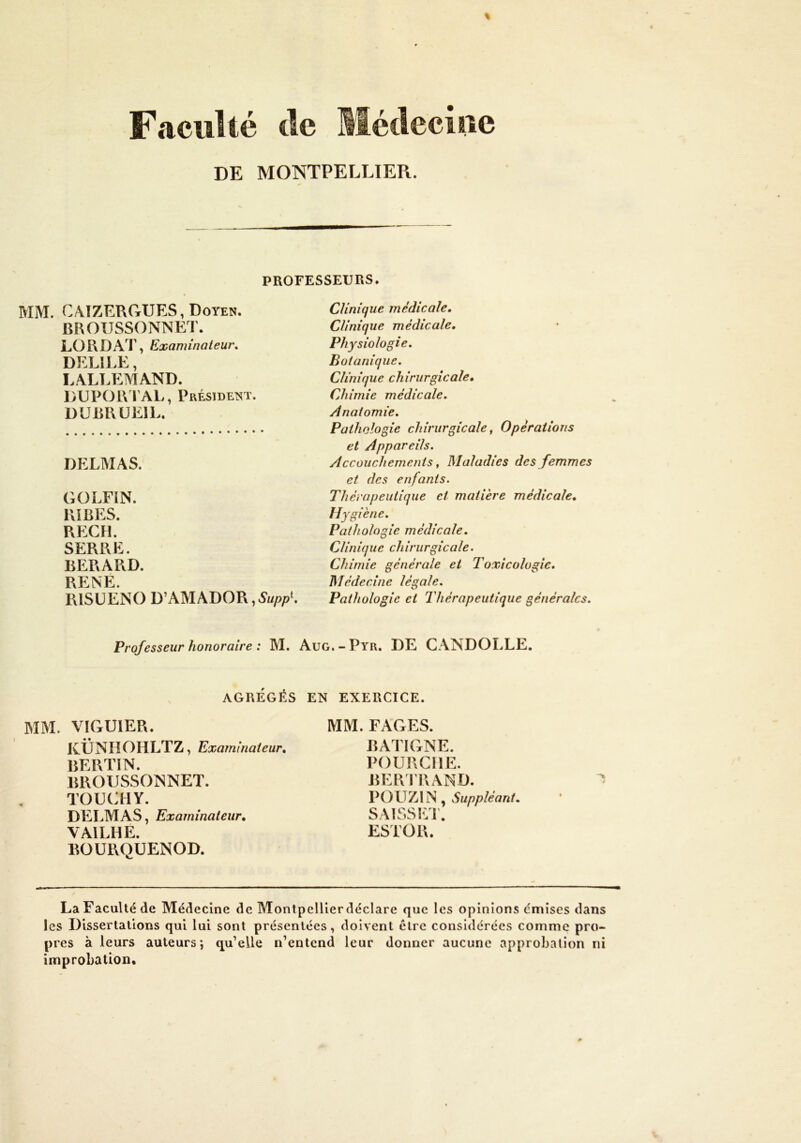 Faculté de Médecine
DE MONTPELLIER.
PROFESSEURS.
MM. CAIZERGUES, DOYEN. Clinique médicale.
BROUSSONNET. Clinique médicale.
LORDAT, Examinateur. Physiologie.
DELILE, Botanique.
LALLEMAND. Clinique chirurgicale.
DUPORTAL, PRÉSIDENT. Chimie médicale.
DUBRUEIL. Anatomie.
........................ Pathologie chirurgicale, Opérations
et Appareils.
DELMAS. Accouchements, Maladies des femmes
et des enfants.
GOLFIN. Thérapeutique et matière médicale.
RIBES. Hygiène.
RECH. Pathologie médicale.
SERRE. Clinique chirurgicale.
BERARD. Chimie générale et Toxicologie.
RENÉ. Médecine légale.
RISUENO D'AMADOR, Suppt. Pathologie et Thérapeutique générales.
Professeur honoraire : M. AUG.-PYR. DE CANDOLLE.
AGRÉGÉS EN EXERCICE.
MM. VIGUIER. MM. FAGES.
KÜNHOHLTZ, Examinateur. BATIGNE.
BERTIN. POURCHE.
BROUSSONNET. BERTRAND.
TOUCHY. POUZIN, Suppléant.
DELMAS, Examinateur. SAISSET.
VAILHE. ESTOR.
BOURQUENOD.
La Faculté de Médecine de Montpellier déclare que les opinions émises dans
les Dissertations qui lui sont présentées, doivent être considérées comme pro-
pres à leurs auteurs; qu'elle n'entend leur donner aucune approbation ni
improbation.